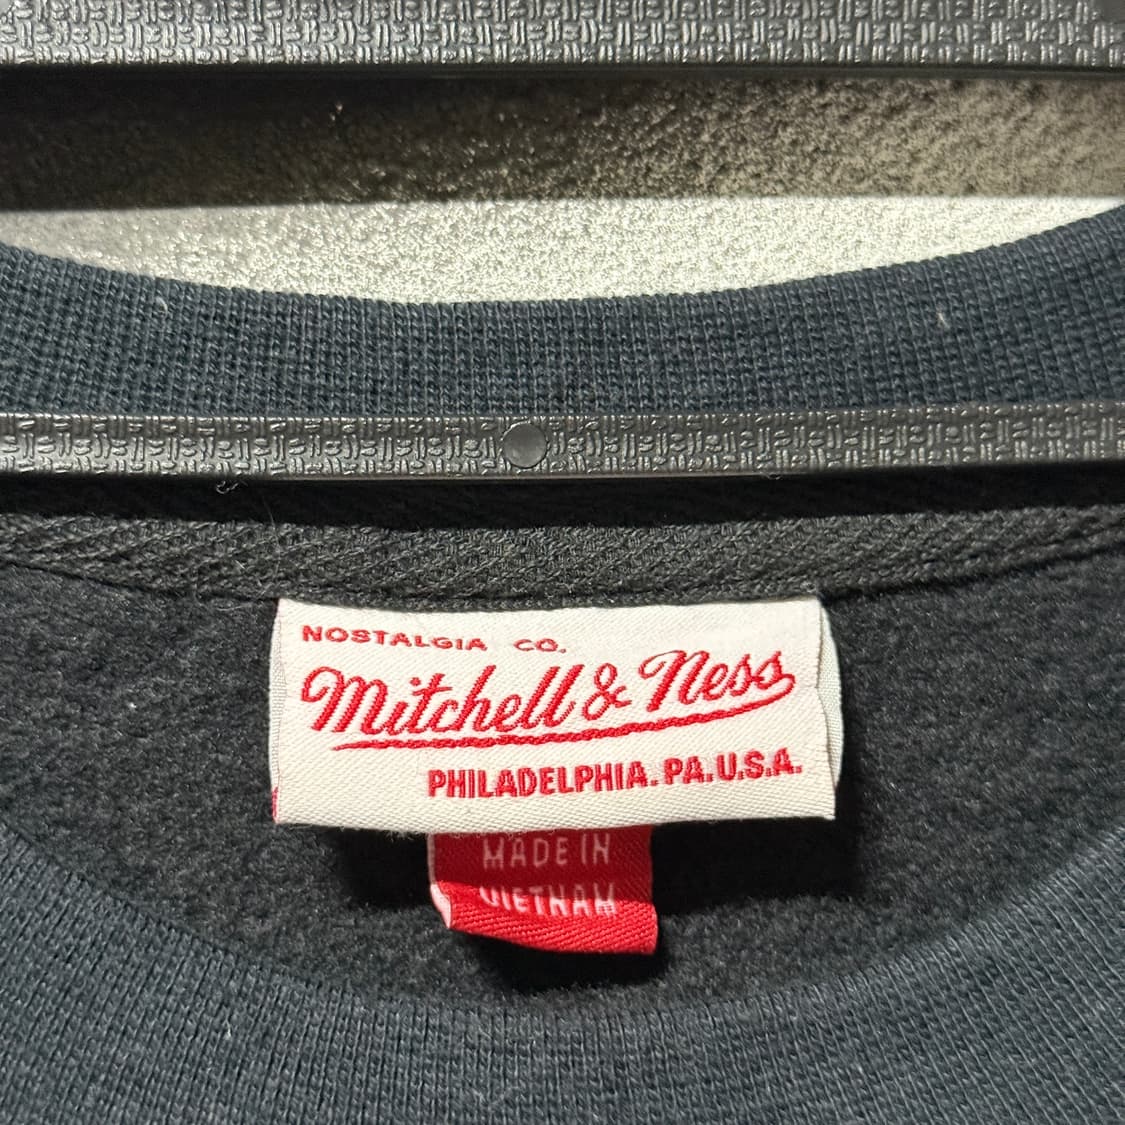 NOSTALGIA CO.
Mitchell & Ness
PHILADELPHIA. PA. U.S.A.
MADE IN
VIETNAM